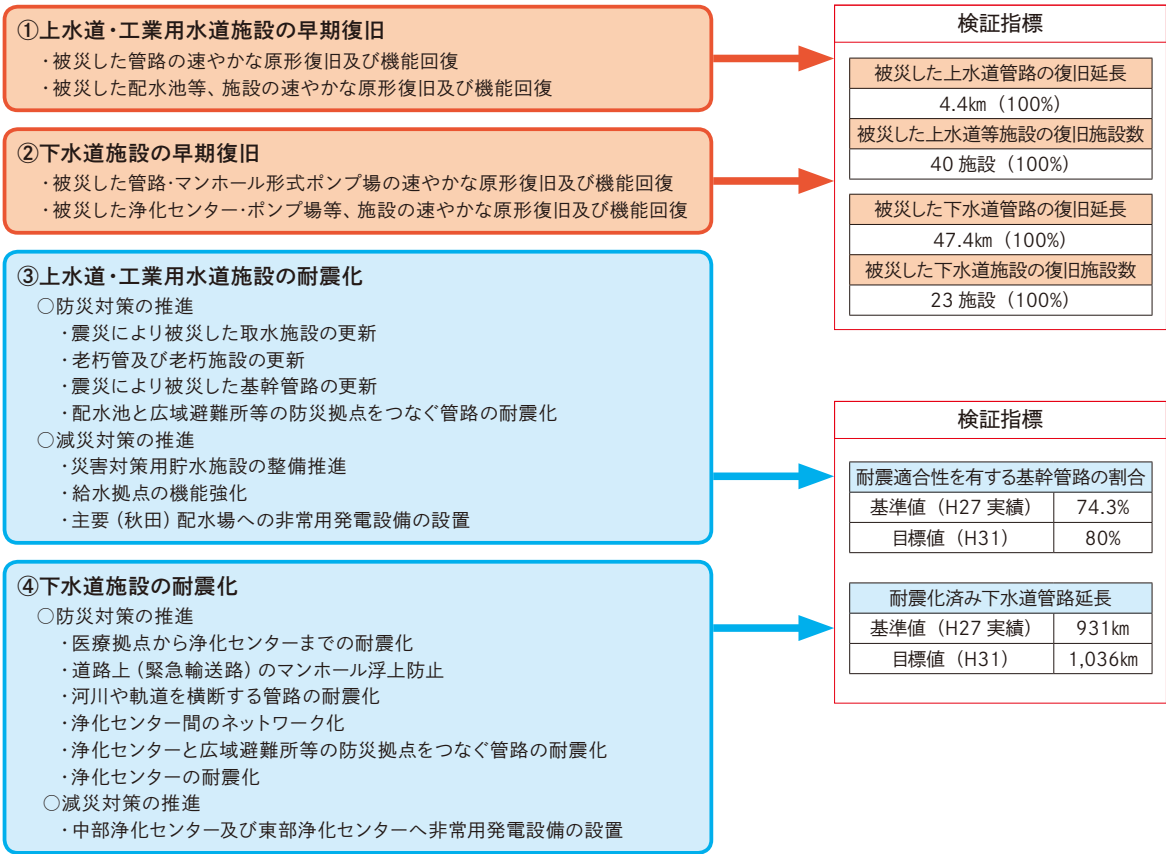 ①上水道・工業用水道施設の早期復旧
・被災した管路の速やかな原形復旧及び機能回復
・被災した配水池等、施設の速やかな原形復旧及び機能回復
②下水道施設の早期復旧
・被災した管路・マンホール形式ポンプ場の速やかな原形復旧及び機能回復
・被災した浄化センター・ポンプ場等、施設の速やかな原形復旧及び機能回復
検証指標
被災した上水道管路の復旧延長
4.4㎞（100%）
被災した上水道等施設の復旧施設数
40 施設（100%）
被災した下水道管路の復旧延長
47.4㎞（100%）
被災した下水道施設の復旧施設数
23 施設（100%）
③上水道・工業用水道施設の耐震化
○防災対策の推進
・震災により被災した取水施設の更新
・老朽管及び老朽施設の更新
・震災により被災した基幹管路の更新
・配水池と広域避難所等の防災拠点をつなぐ管路の耐震化
○減災対策の推進
・災害対策用貯水施設の整備推進
・給水拠点の機能強化
・主要（秋田）配水場への非常用発電設備の設置
④下水道施設の耐震化
○防災対策の推進
・医療拠点から浄化センターまでの耐震化
・道路上（緊急輸送路）のマンホール浮上防止
・河川や軌道を横断する管路の耐震化
・浄化センター間のネットワーク化
・浄化センターと広域避難所等の防災拠点をつなぐ管路の耐震化
・浄化センターの耐震化
○減災対策の推進
・中部浄化センター及び東部浄化センターへ非常用発電設備の設置
検証指標
耐震適合性を有する基幹管路の割合
基準値（H27 実績） 74.3%
目標値（H31） 80%
耐震化済み下水道管路延長
基準値（H27 実績） 931㎞
目標値（H31） 1,036㎞